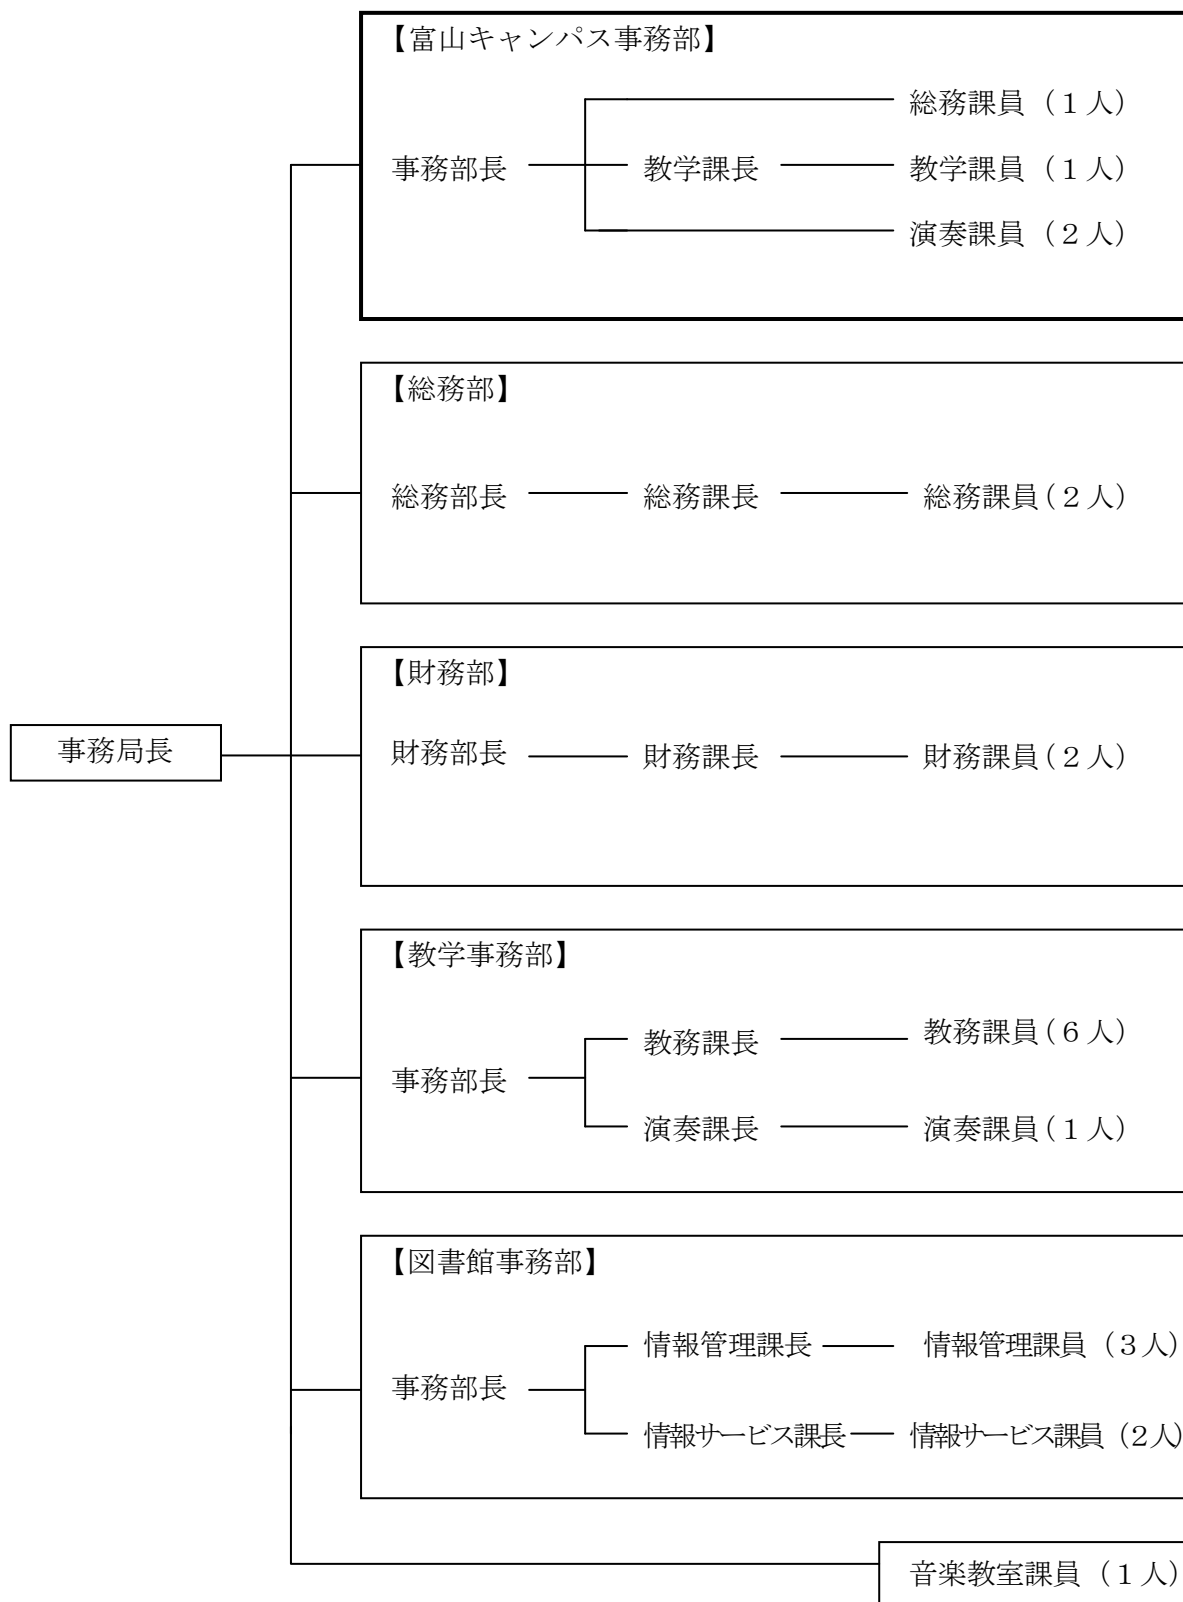 【富山キャンパス事務部】
総務課員（１人）
事務部長 教学課長 教学課員（１人）
演奏課員（２人）
【総務部】
総務部長 総務課長 総務課員(２人）
【財務部】
事務局長 財務部長 財務課長 財務課員(２人）
【教学事務部】
教務課長 教務課員(６人）
事務部長
演奏課長 演奏課員(１人）
【図書館事務部】
情報管理課長 情報管理課員（３人）
事務部長
情報サービス課長 情報サービス課員（２人）
音楽教室課員（１人）